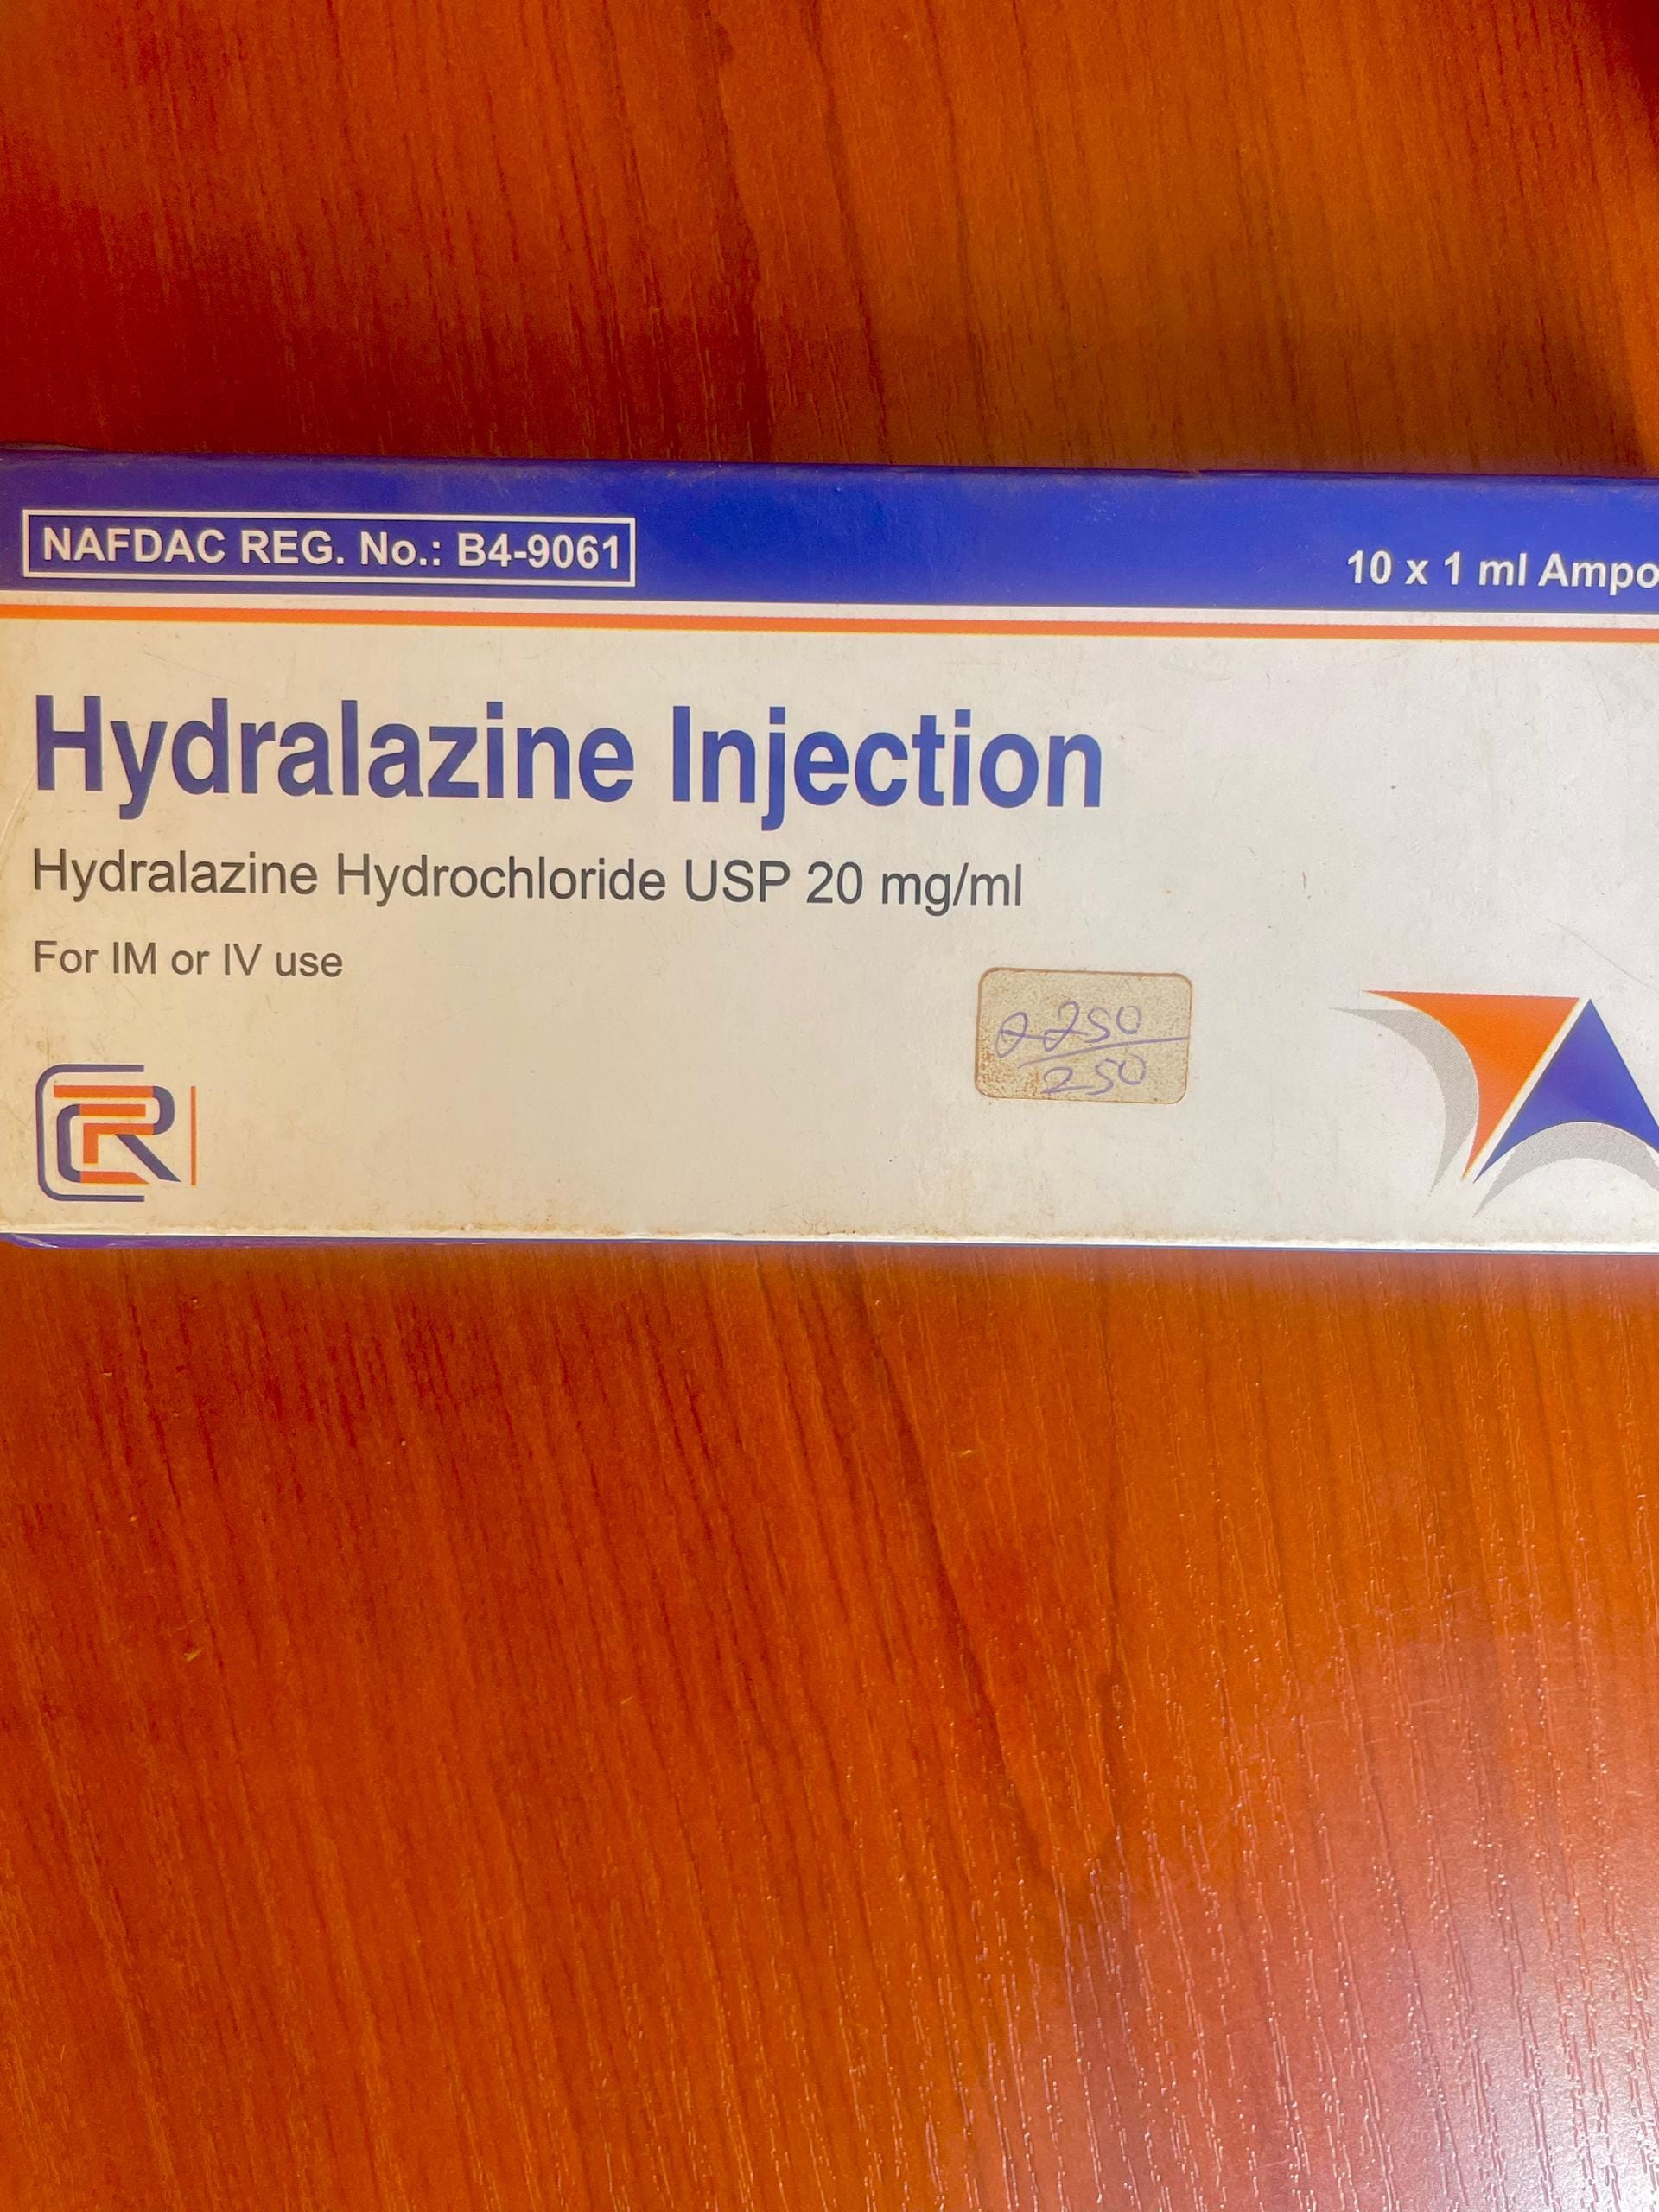 NAFDAC REG. No.: B4-9061
10 x 1 ml Ampo
Hydralazine Injection
Hydralazine Hydrochloride USP 20 mg/ml
For IM or IV use
250